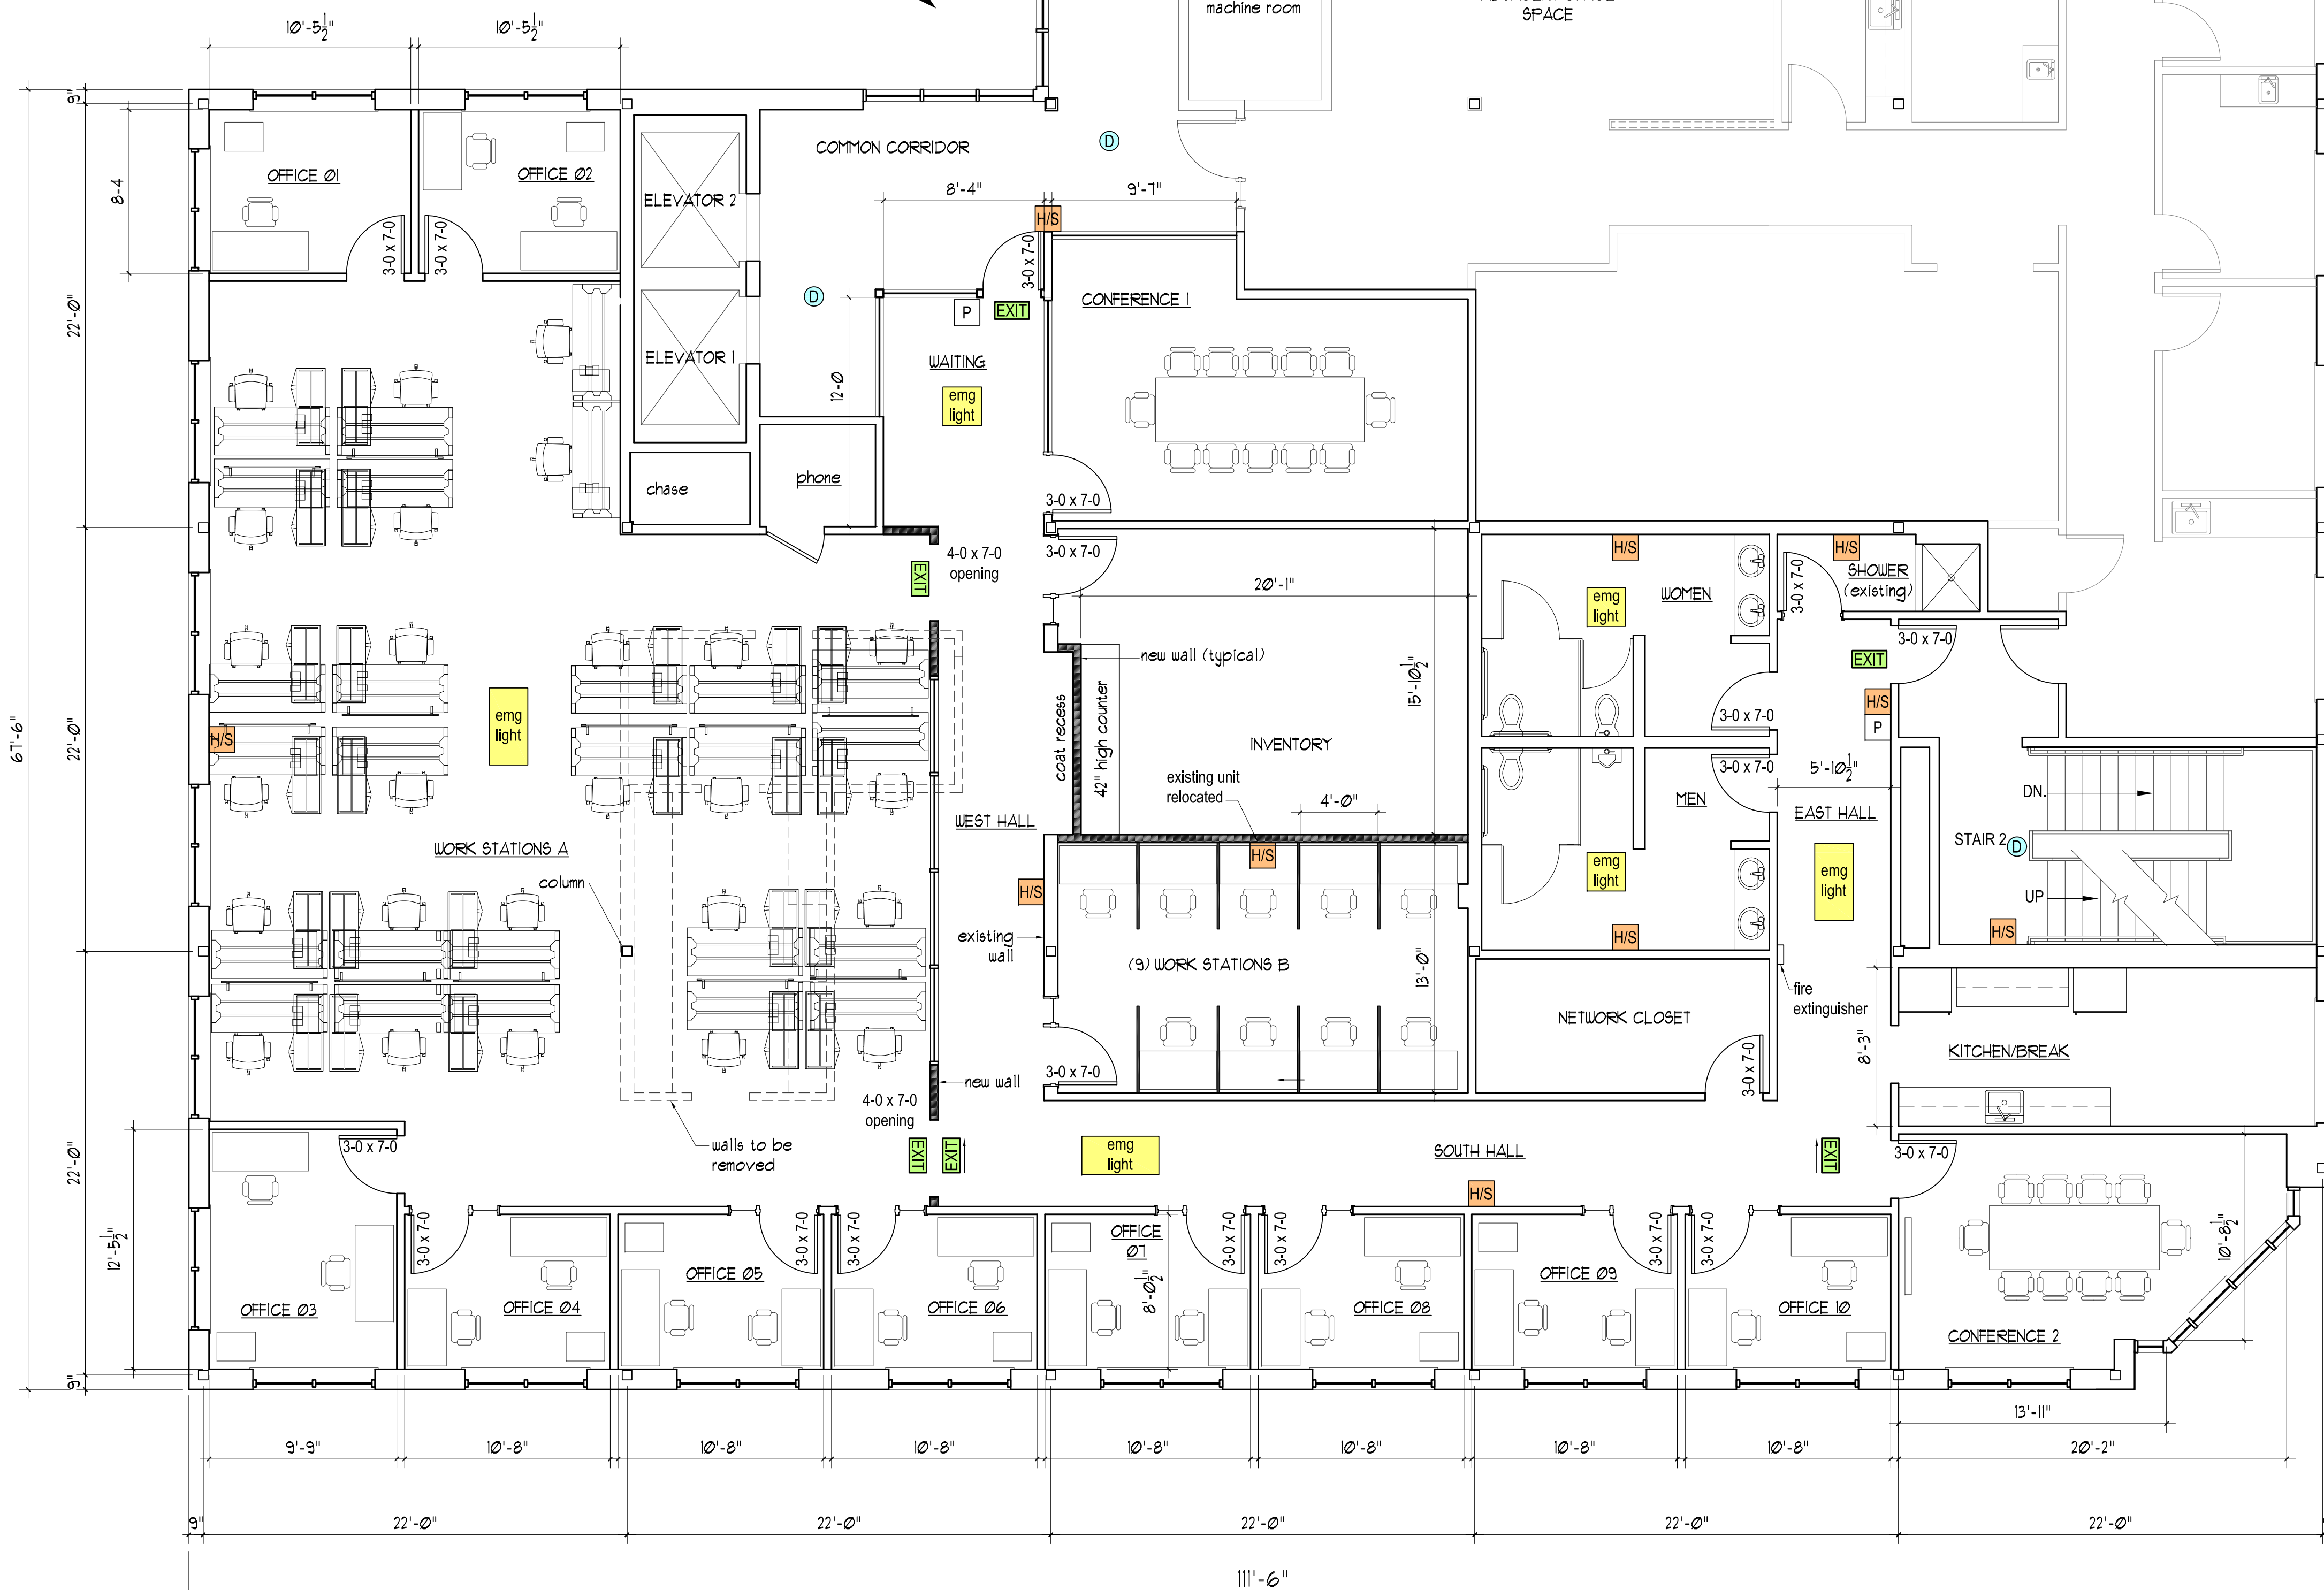 machine room
SPACE
10'-5½"
10'-5½"
9"
22'-0"
8-4
OFFICE 01
OFFICE 02
3-0 x 7-0
3-0 x 7-0
ELEVATOR 2
ELEVATOR 1
COMMON CORRIDOR
D
D
8'-4"
9'-7"
H/S
3-0 x 7-0
P
EXIT
WAITING
emg
light
12-0
CONFERENCE 1
3-0 x 7-0
chase
phone
EXIT
4-0 x 7-0
opening
3-0 x 7-0
20'-1"
new wall (typical)
15'-10½"
coat recess
42" high counter
INVENTORY
existing unit
relocated
4'-0"
H/S
WOMEN
emg
light
H/S
SHOWER
(existing)
3-0 x 7-0
3-0 x 7-0
EXIT
H/S
P
3-0 x 7-0
3-0 x 7-0
5'-10½"
MEN
emg
light
H/S
EAST HALL
emg
light
DN.
STAIR 2
D
UP
H/S
67'-6"
22'-0"
H/S
emg
light
WORK STATIONS A
column
WEST HALL
H/S
existing
wall
H/S
(9) WORK STATIONS B
13'-0"
NETWORK CLOSET
3-0 x 7-0
fire
extinguisher
8'-3"
KITCHEN/BREAK
3-0 x 7-0
new wall
4-0 x 7-0
opening
walls to be
removed
EXIT
EXIT
emg
light
SOUTH HALL
H/S
EXIT
3-0 x 7-0
22'-0"
12'-5½"
3-0 x 7-0
OFFICE 03
3-0 x 7-0
OFFICE 04
OFFICE 05
3-0 x 7-0
3-0 x 7-0
OFFICE 06
OFFICE
07
8'-0½"
3-0 x 7-0
3-0 x 7-0
OFFICE 08
OFFICE 09
3-0 x 7-0
3-0 x 7-0
OFFICE 10
CONFERENCE 2
10'-8½"
9"
13'-11"
9'-9"
10'-8"
10'-8"
10'-8"
10'-8"
10'-8"
10'-8"
10'-8"
20'-2"
9"
22'-0"
22'-0"
22'-0"
22'-0"
22'-0"
111'-6"